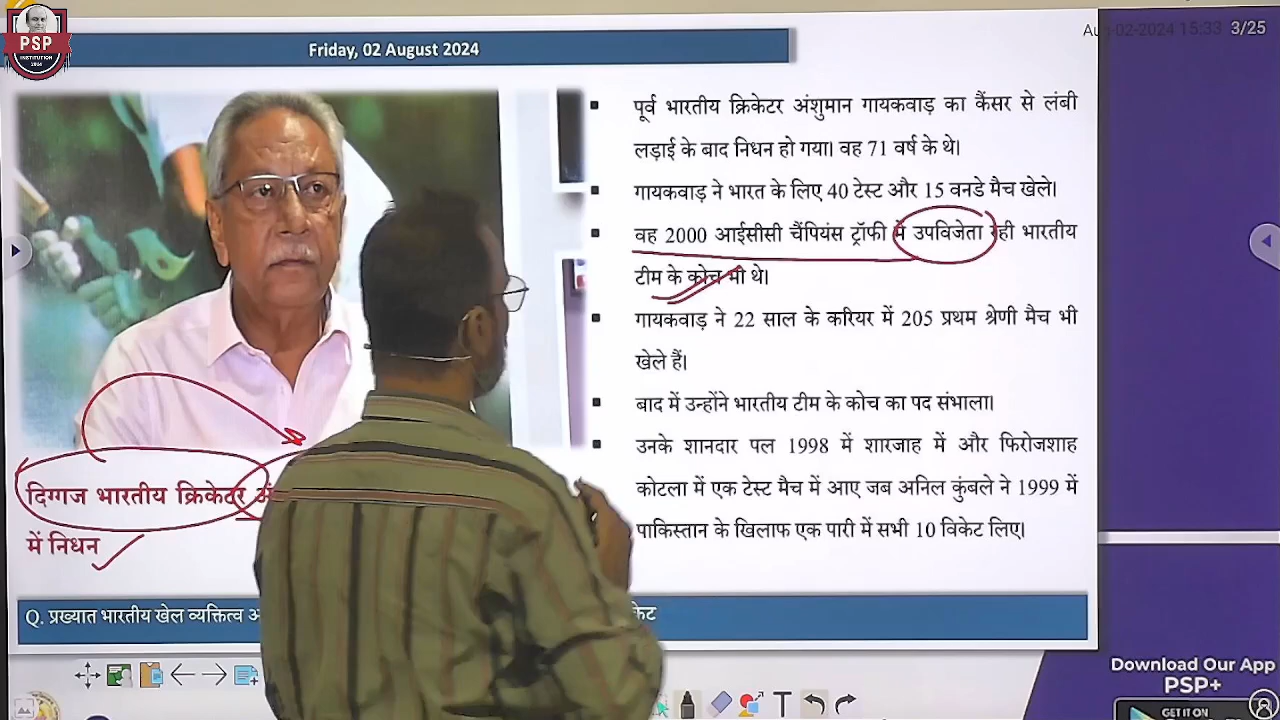 PSP
INSTITUTION
Friday, 02 August 2024
Aug-02-2024 15:33 3/25
पूर्व भारतीय क्रिकेटर अंशुमान गायकवाड़ का कैंसर से लंबी
लड़ाई के बाद निधन हो गया। वह 71 वर्ष के थे।
गायकवाड़ ने भारत के लिए 40 टेस्ट और 15 वनडे मैच खेले।
वह 2000 आईसीसी चैंपियंस ट्रॉफी में उपविजेता रही भारतीय
टीम के कोच भी थे।
गायकवाड़ ने 22 साल के करियर में 205 प्रथम श्रेणी मैच भी
खेले हैं।
बाद में उन्होंने भारतीय टीम के कोच का पद संभाला।
उनके शानदार पल 1998 में शारजाह में और फिरोजशाह
कोटला में एक टेस्ट मैच में आए जब अनिल कुंबले ने 1999 में
पाकिस्तान के खिलाफ एक पारी में सभी 10 विकेट लिए।
दिग्गज भारतीय क्रिकेटर
में निधन
Q. प्रख्यात भारतीय खेल व्यक्तित्व
Download Our App
PSP+
GET IT ON